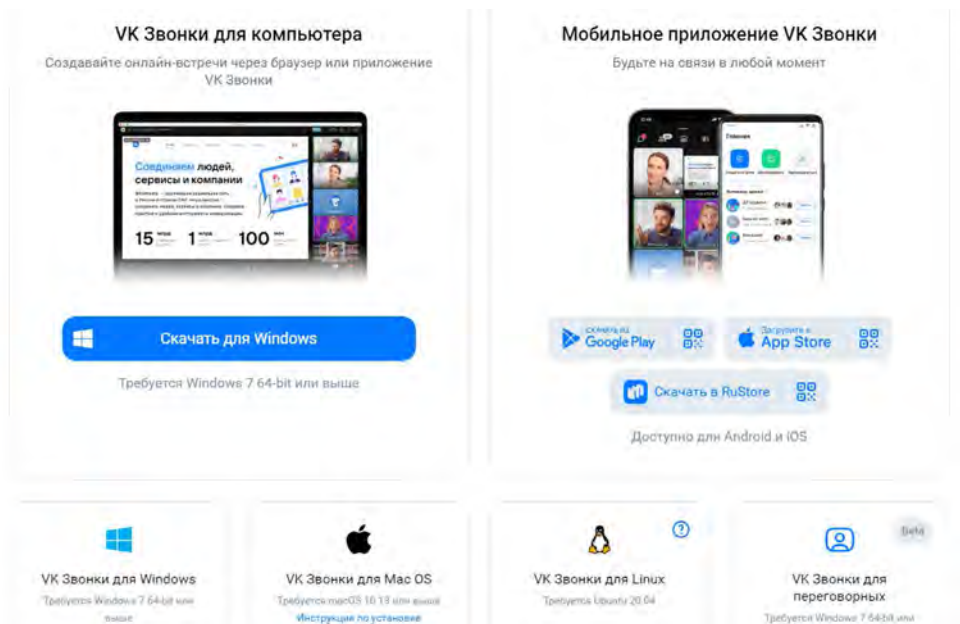 VK Звонки для компьютера
Создавайте онлайн-встречи через браузер или приложение
VK Звонки
Соединяем людей,
сервисы и компании
15 млрд
1 млрд
100 млн
Скачать для Windows
Требуется Windows 7 64-bit или выше
Мобильное приложение VK Звонки
Будьте на связи в любой момент
Главная
Скачать из
Google Play
Загрузите в
App Store
Скачать в RuStore
Доступно для Android и iOS
VK Звонки для Windows
Требуется Windows 7 64-bit или
выше
VK Звонки для Mac OS
Требуется macOS 10.13 или выше
Инструкция по установке
VK Звонки для Linux
Требуется Ubuntu 20.04
Beta
VK Звонки для
переговорных
Требуется Windows 7 64-bit или